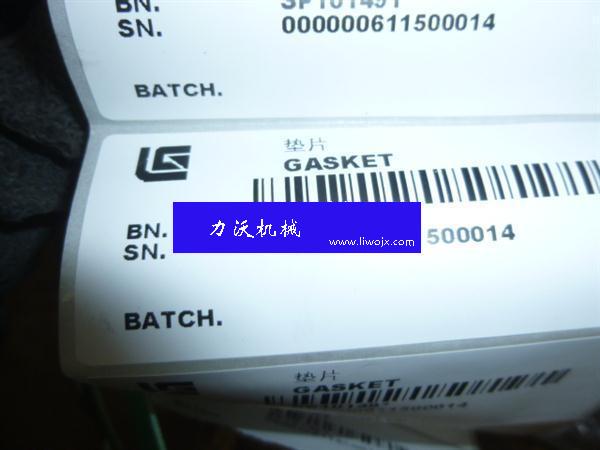 BN. SP101491
SN. 000000611500014
BATCH.
垫片
GASKET
BN.
SN. 500014
力沃机械
www.liwojx.com
BATCH.
垫片
GASKET